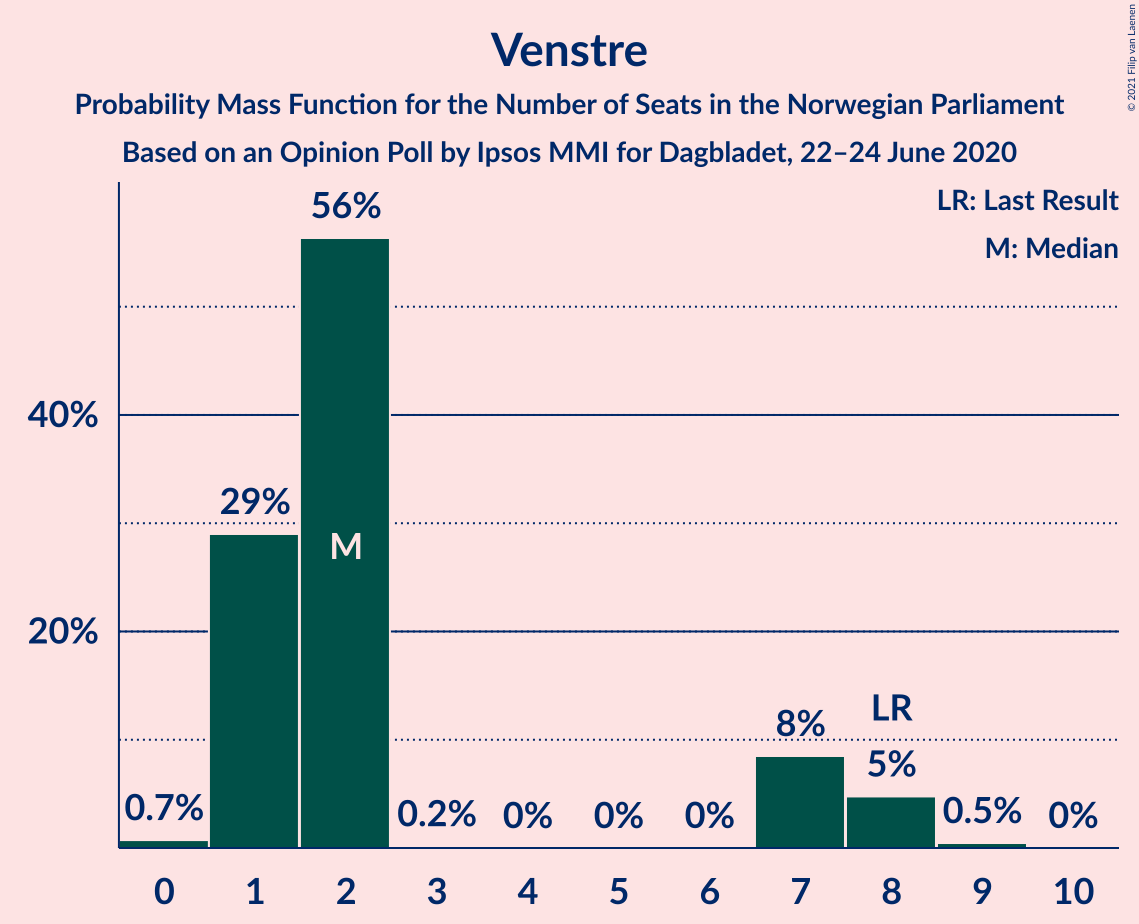 Venstre
Probability Mass Function for the Number of Seats in the Norwegian Parliament
Based on an Opinion Poll by Ipsos MMI for Dagbladet, 22–24 June 2020
© 2021 Filip van Laenen
LR: Last Result
M: Median
56%
40%
29%
M
20%
LR
8%
5%
0.7%
0.2%
0%
0%
0%
0.5%
0%
0 1 2 3 4 5 6 7 8 9 10